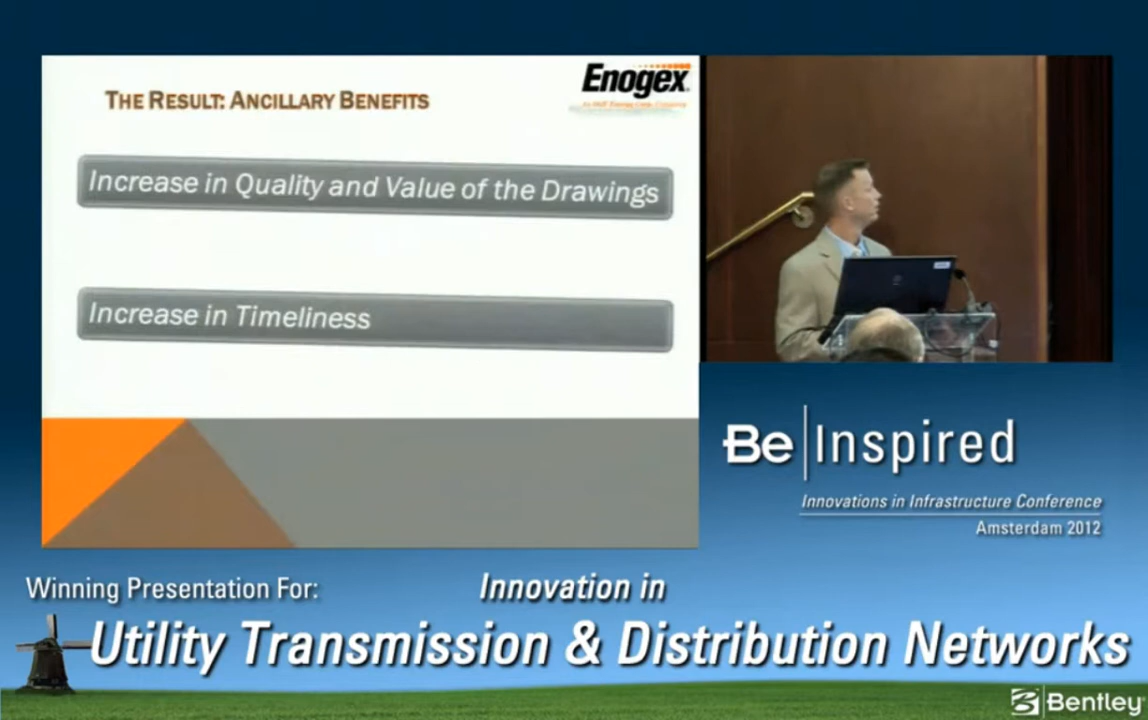 The Result: Ancillary Benefits
Enogex
Increase in Quality and Value of the Drawings
Increase in Timeliness
Be Inspired
Innovations in Infrastructure Conference
Amsterdam 2012
Winning Presentation For:
Innovation in
Utility Transmission & Distribution Networks
Bentley